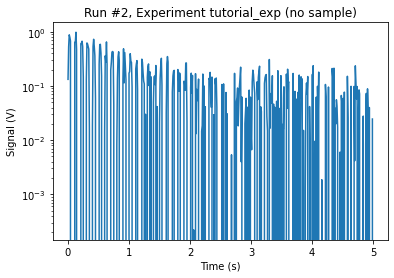 Run #2, Experiment tutorial_exp (no sample)
10⁰
10⁻¹
10⁻²
10⁻³
Signal (V)
0 1 2 3 4 5
Time (s)